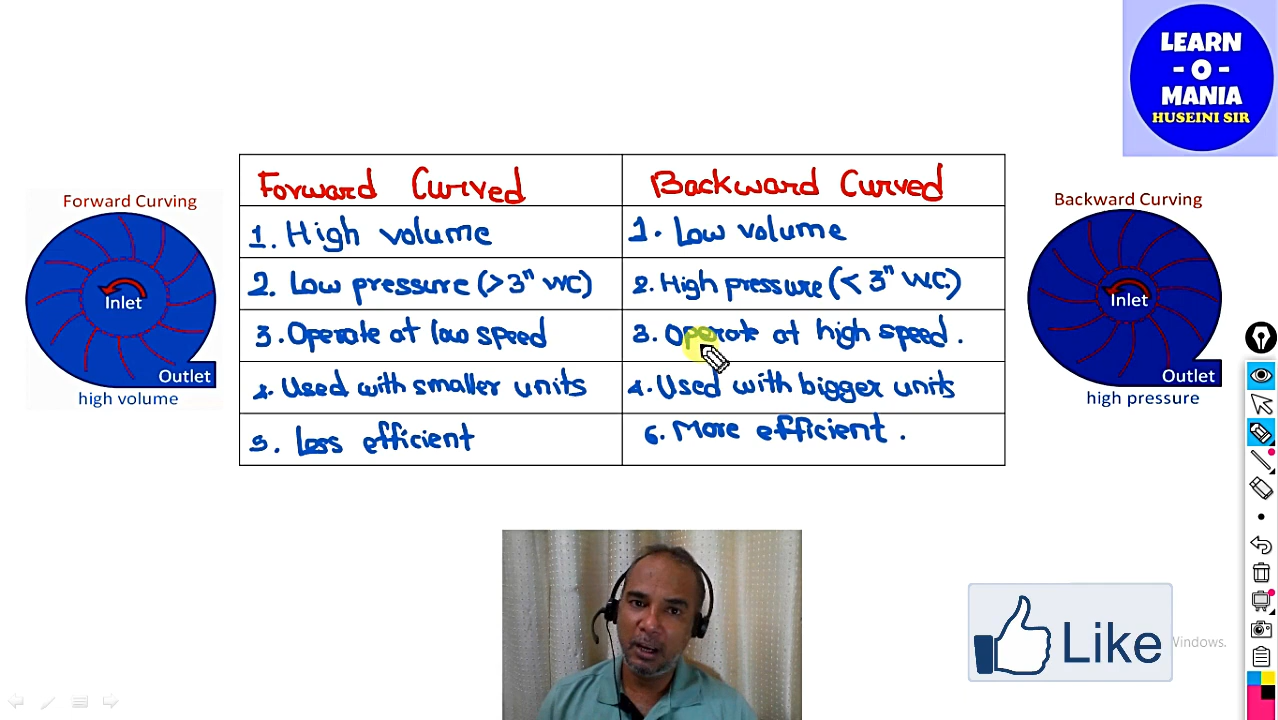 LEARN
- O -
MANIA
HUSEINI SIR
Forward Curving
Inlet
Outlet
high volume
Forward Curved
Backward Curved
1. High volume
1. Low volume
2. Low pressure (>3" WC)
2. High pressure (< 3" W.C.)
3. Operate at low speed
3. Operate at high speed.
4. Used with smaller units
4. Used with bigger units
5. Less efficient
6. More efficient.
Backward Curving
Inlet
Outlet
high pressure
Like
Windows.